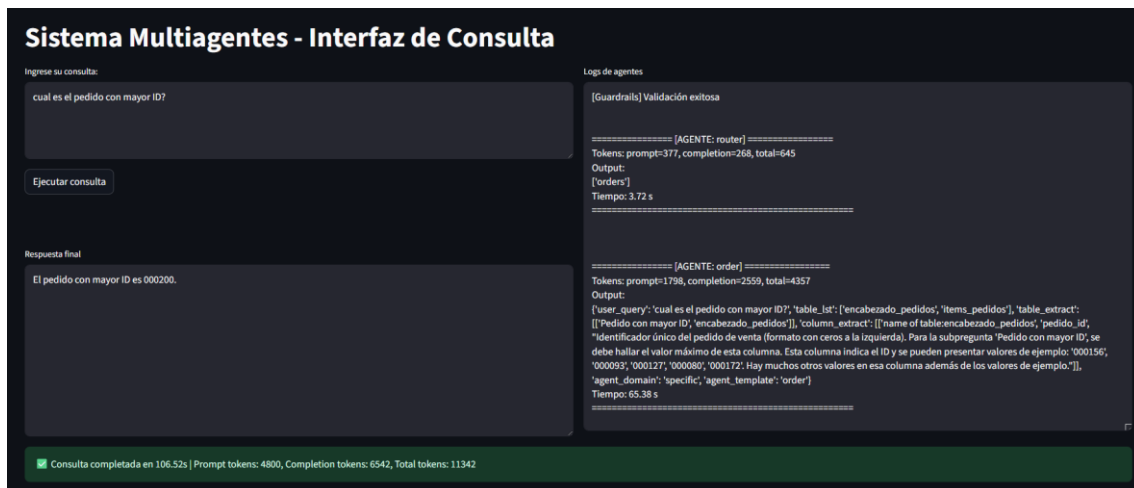 Sistema Multiagentes - Interfaz de Consulta
Ingrese su consulta:
cual es el pedido con mayor ID?
Ejecutar consulta
Respuesta final
El pedido con mayor ID es 000200.
Logs de agentes
[Guardrails] Validación exitosa
================ [AGENTE: router] =================
Tokens: prompt=377, completion=268, total=645
Output:
['orders']
Tiempo: 3.72 s
====================================================
================ [AGENTE: order] =================
Tokens: prompt=1798, completion=2559, total=4357
Output:
{'user_query': 'cual es el pedido con mayor ID?', 'table_lst': ['encabezado_pedidos', 'items_pedidos'], 'table_extract':
[['Pedido con mayor ID', 'encabezado_pedidos']], 'column_extract': [['name of table:encabezado_pedidos', 'pedido_id',
"Identificador único del pedido de venta (formato con ceros a la izquierda). Para la subpregunta 'Pedido con mayor ID', se
debe hallar el valor máximo de esta columna. Esta columna indica el ID y se pueden presentar valores de ejemplo: '000156',
'000093', '000127', '000080', '000172'. Hay muchos otros valores en esa columna además de los valores de ejemplo."]],
'agent_domain': 'specific', 'agent_template': 'order'}
Tiempo: 65.38 s
====================================================
✅ Consulta completada en 106.52s | Prompt tokens: 4800, Completion tokens: 6542, Total tokens: 11342